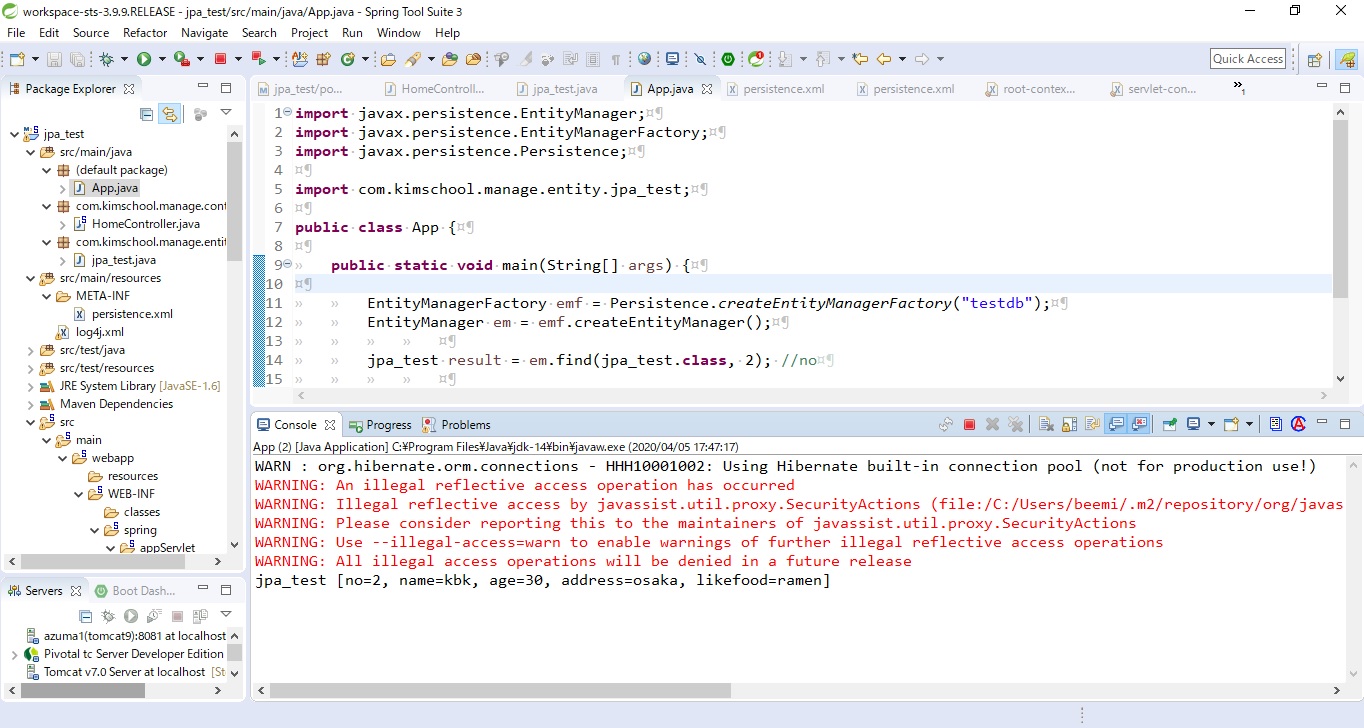 workspace-sts-3.9.9.RELEASE - jpa_test/src/main/java/App.java - Spring Tool Suite 3
File Edit Source Refactor Navigate Search Project Run Window Help
Quick Access
Package Explorer
jpa_test
src/main/java
(default package)
App.java
com.kimschool.manage.cont
HomeController.java
com.kimschool.manage.entit
jpa_test.java
src/main/resources
META-INF
persistence.xml
log4j.xml
src/test/java
src/test/resources
JRE System Library [JavaSE-1.6]
Maven Dependencies
src
main
webapp
resources
WEB-INF
classes
spring
appServlet
Servers Boot Dash...
azuma1(tomcat9):8081 at localhost
Pivotal tc Server Developer Edition
Tomcat v7.0 Server at localhost [St
jpa_test/po... HomeControll... jpa_test.java App.java persistence.xml persistence.xml root-contex... servlet-con... »1
1 import javax.persistence.EntityManager;
2 import javax.persistence.EntityManagerFactory;
3 import javax.persistence.Persistence;
4
5 import com.kimschool.manage.entity.jpa_test;
6
7 public class App {
8
9 public static void main(String[] args) {
10
11 EntityManagerFactory emf = Persistence.createEntityManagerFactory("testdb");
12 EntityManager em = emf.createEntityManager();
13
14 jpa_test result = em.find(jpa_test.class, 2); //no
15
Console Progress Problems
App (2) [Java Application] C:¥Program Files¥Java¥jdk-14¥bin¥javaw.exe (2020/04/05 17:47:17)
WARN : org.hibernate.orm.connections - HHH10001002: Using Hibernate built-in connection pool (not for production use!)
WARNING: An illegal reflective access operation has occurred
WARNING: Illegal reflective access by javassist.util.proxy.SecurityActions (file:/C:/Users/beemi/.m2/repository/org/javas
WARNING: Please consider reporting this to the maintainers of javassist.util.proxy.SecurityActions
WARNING: Use --illegal-access=warn to enable warnings of further illegal reflective access operations
WARNING: All illegal access operations will be denied in a future release
jpa_test [no=2, name=kbk, age=30, address=osaka, likefood=ramen]